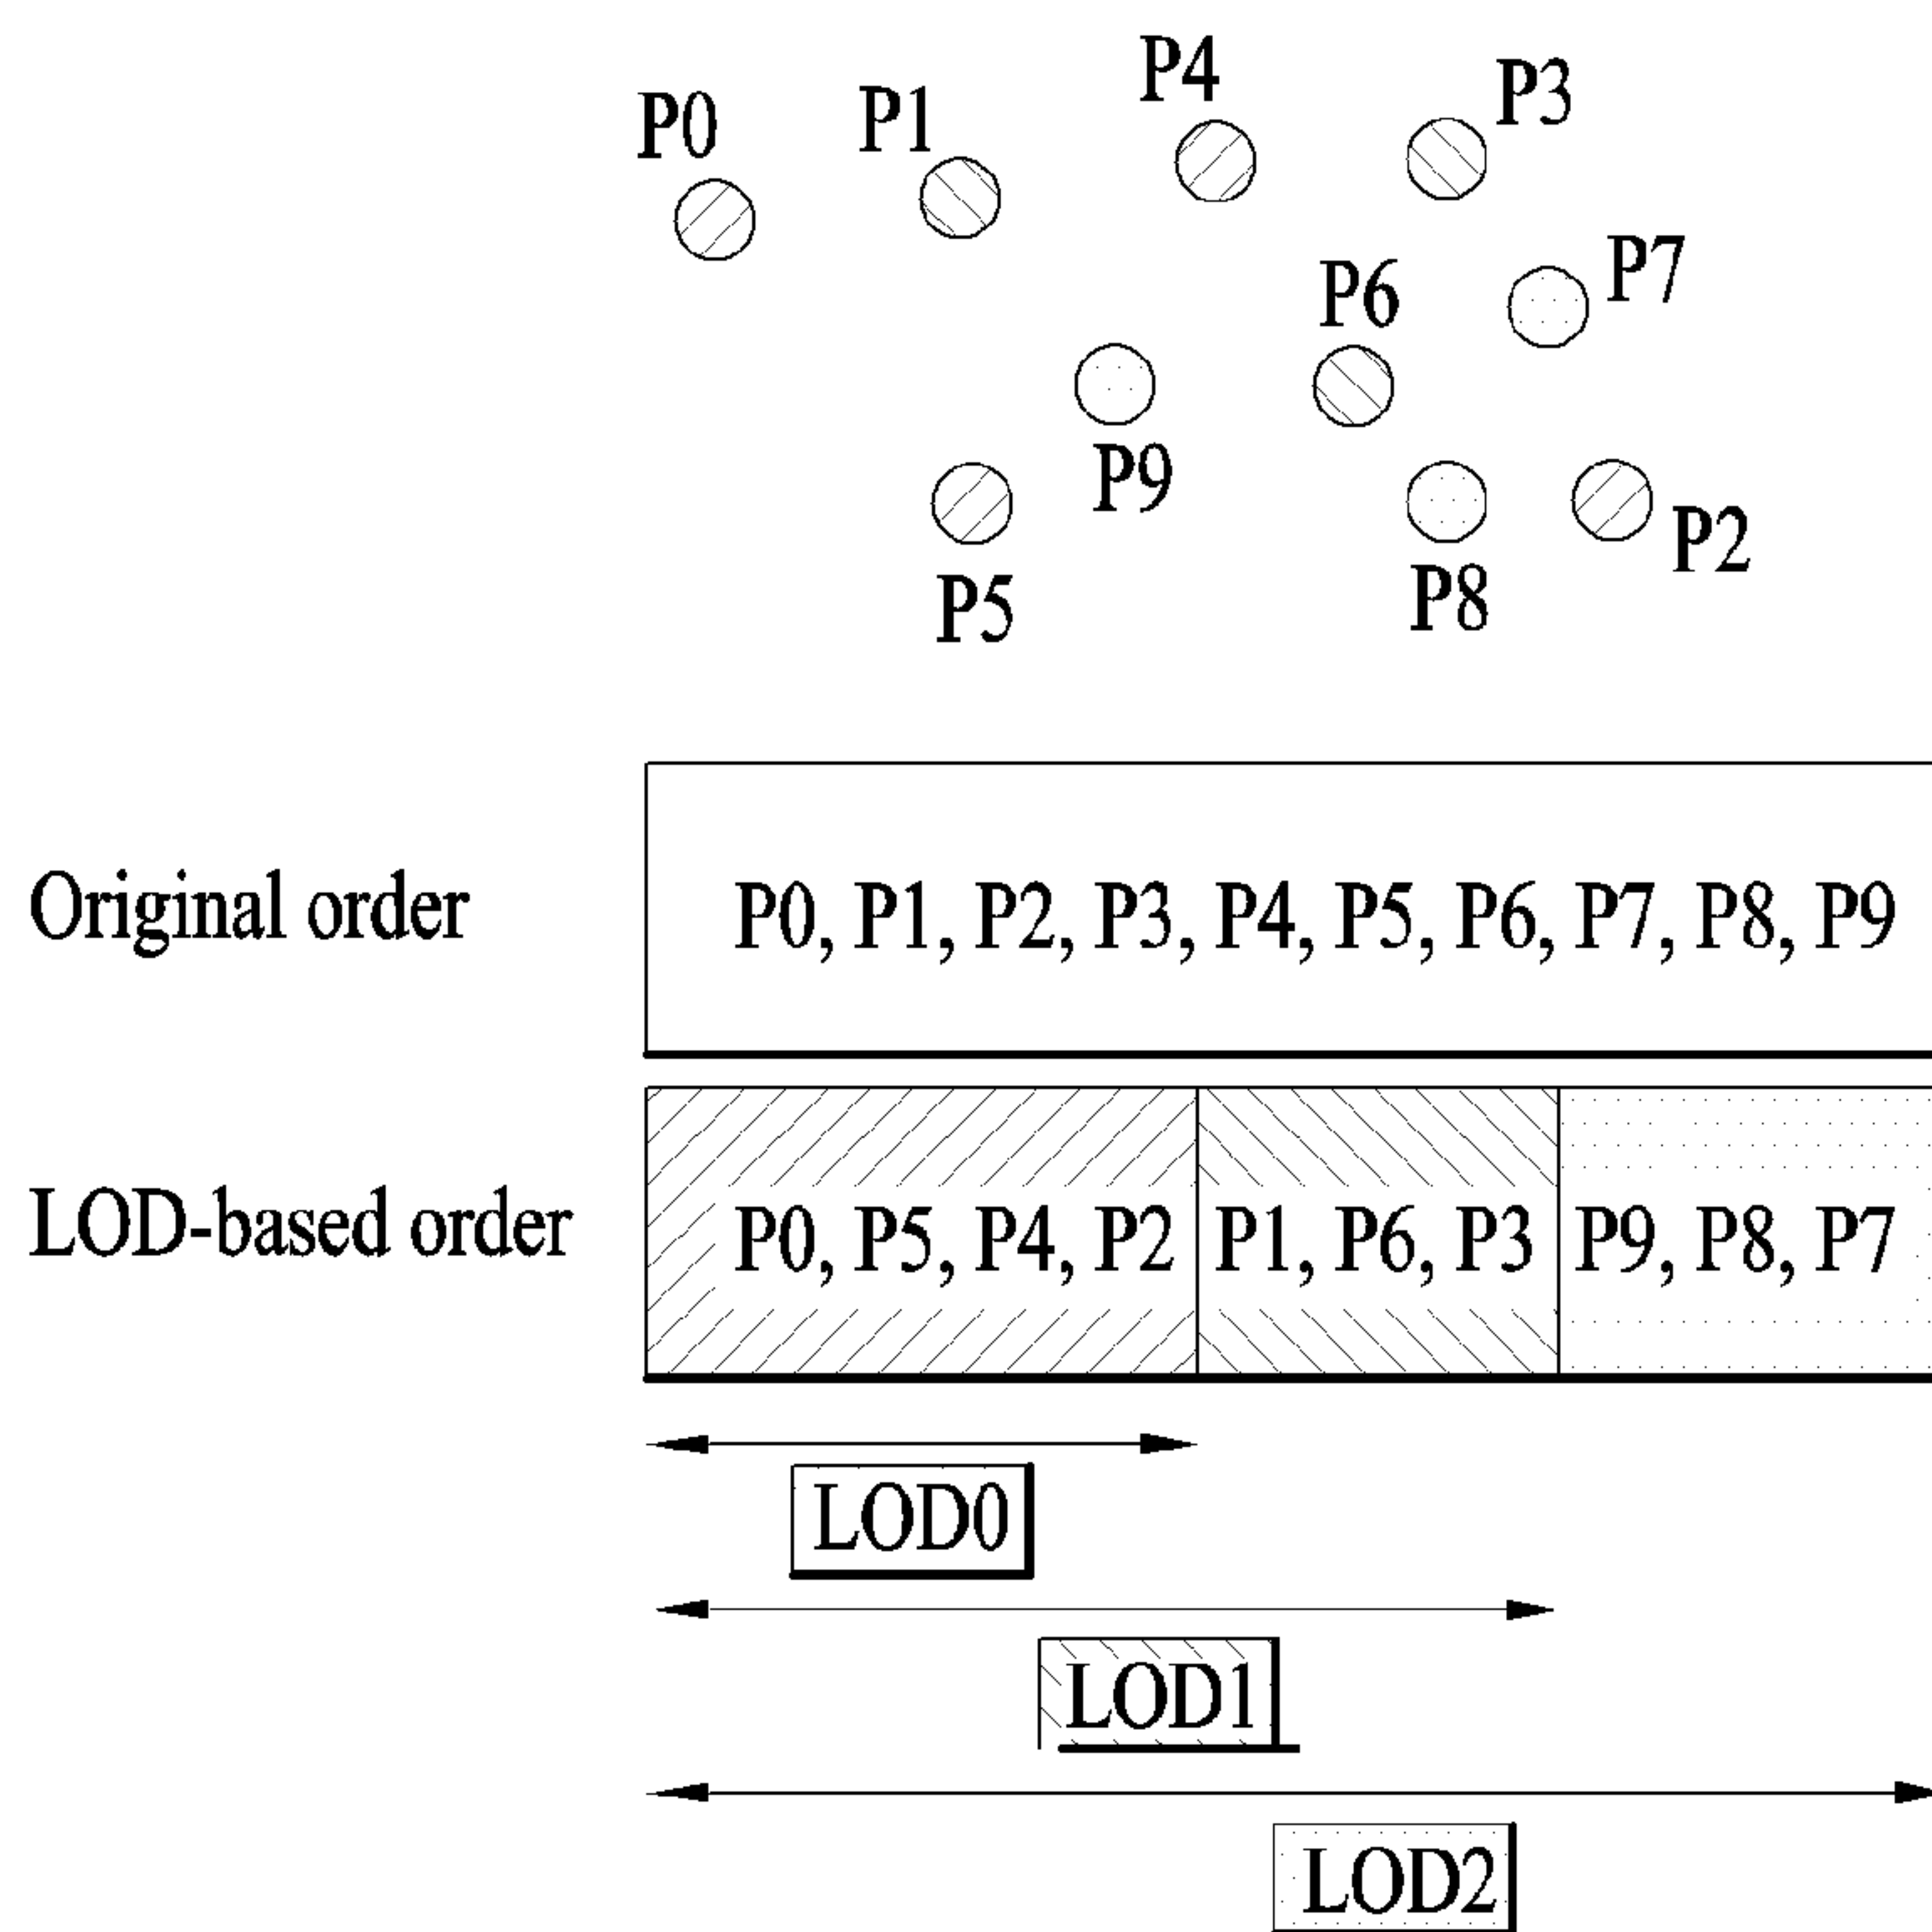 P4
P3
P0
P1
P7
P6
P9
P2
P8
P5
Original order
P0, P1, P2, P3, P4, P5, P6, P7, P8, P9
LOD-based order
P0, P5, P4, P2
P1, P6, P3
P9, P8, P7
LOD0
LOD1
LOD2